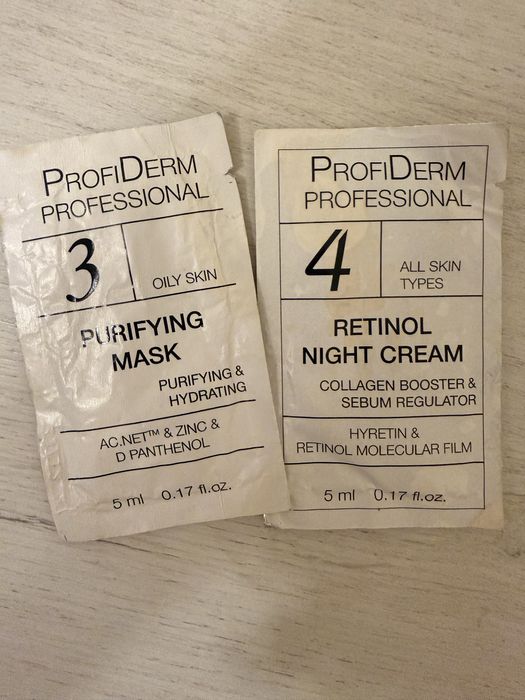 PROFIDERM
PROFESSIONAL
3
OILY SKIN
PURIFYING
MASK
PURIFYING &
HYDRATING
AC.NET™ & ZINC &
D PANTHENOL
5 ml 0.17 fl.oz.
PROFIDERM
PROFESSIONAL
4
ALL SKIN
TYPES
RETINOL
NIGHT CREAM
COLLAGEN BOOSTER &
SEBUM REGULATOR
HYRETIN &
RETINOL MOLECULAR FILM
5 ml 0.17 fl.oz.